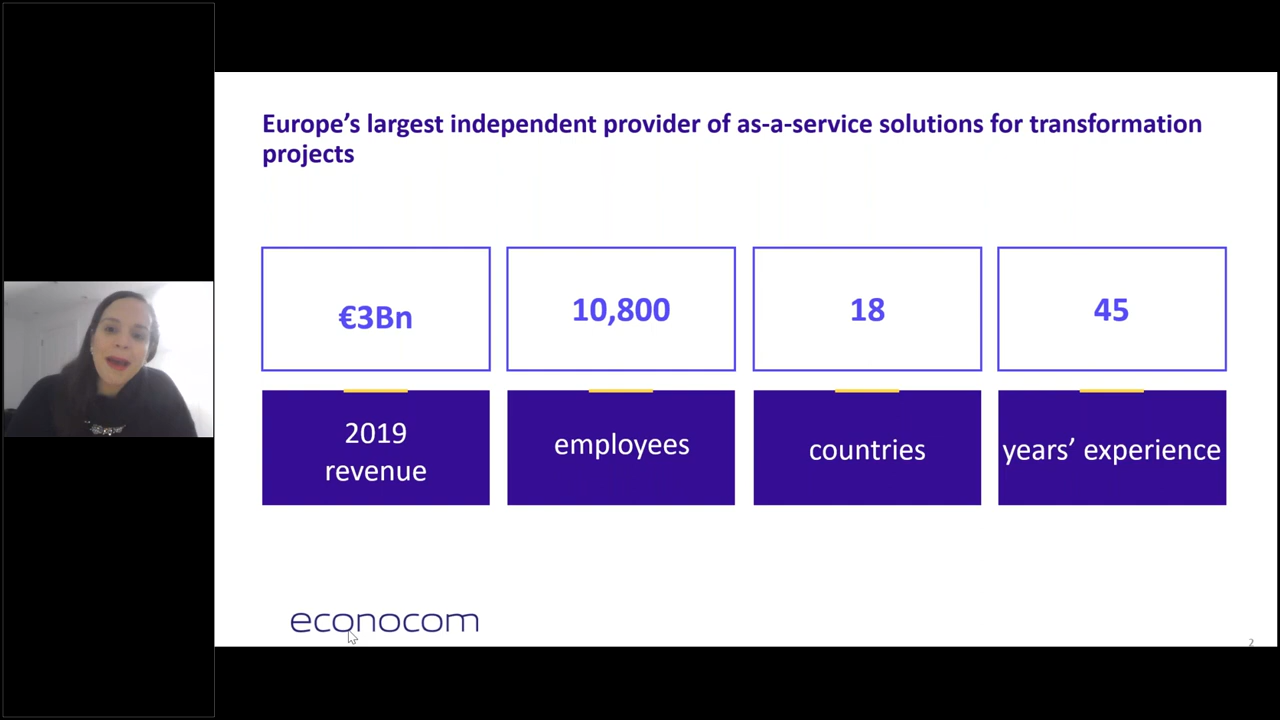 Europe’s largest independent provider of as-a-service solutions for transformation
projects
€3Bn
10,800
18
45
2019
revenue
employees
countries
years’ experience
econocom
2